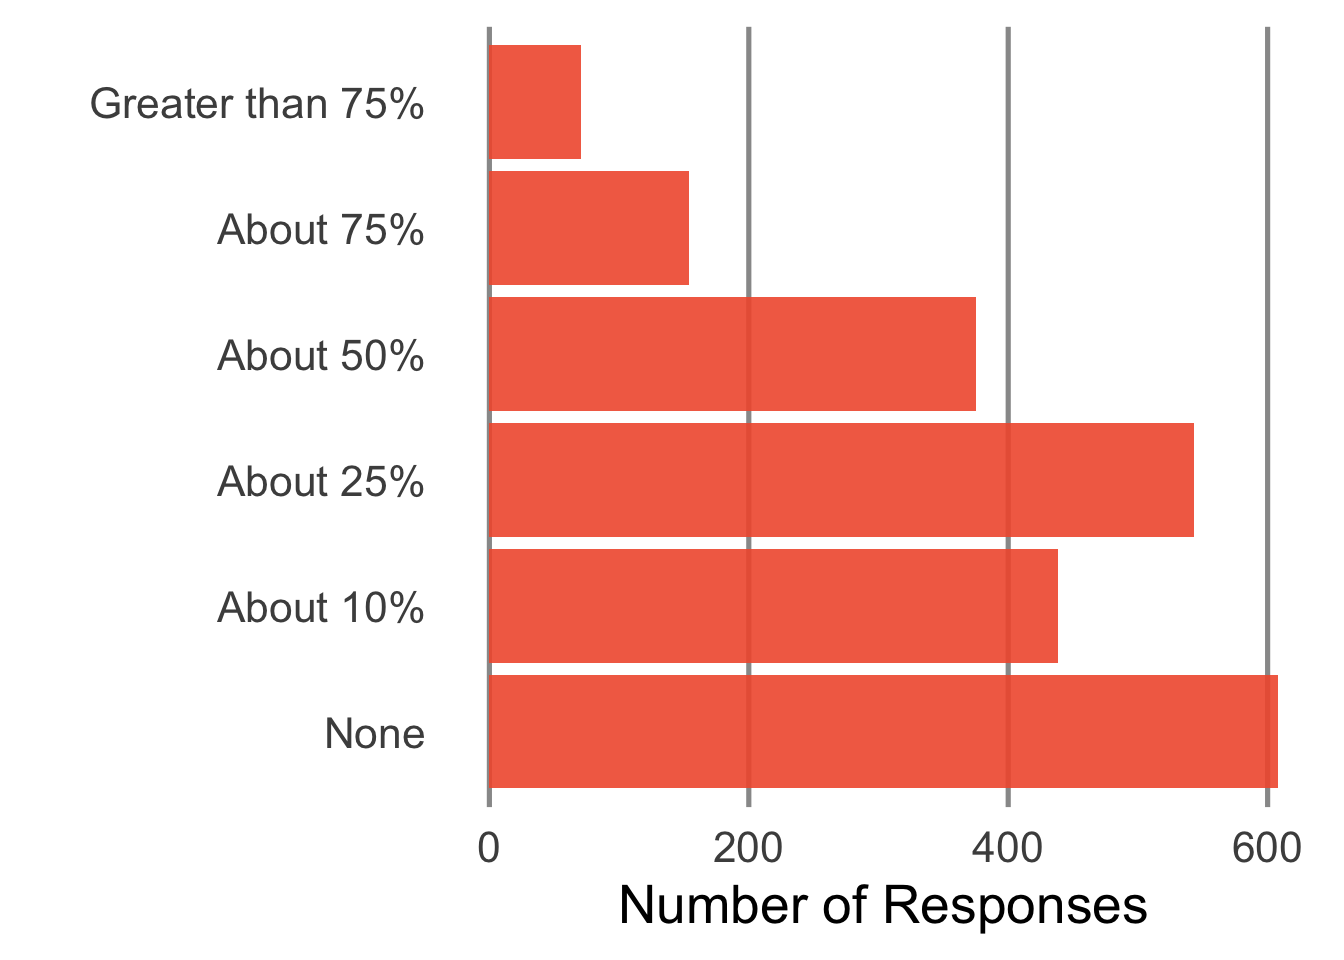 Greater than 75%
About 75%
About 50%
About 25%
About 10%
None
0 200 400 600
Number of Responses